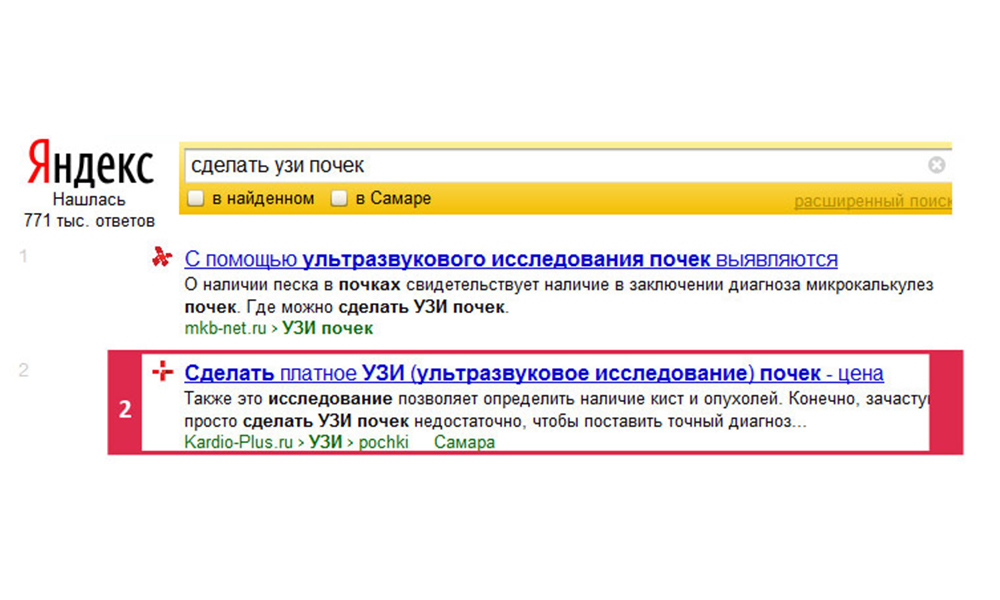 Яндекс
Нашлась
771 тыс. ответов
сделать узи почек
в найденном в Самаре
расширенный поиск
1
С помощью ультразвукового исследования почек выявляются
О наличии песка в почках свидетельствует наличие в заключении диагноза микрокалькулез
почек. Где можно сделать УЗИ почек.
mkb-net.ru › УЗИ почек
2
2
Сделать платное УЗИ (ультразвуковое исследование) почек - цена
Также это исследование позволяет определить наличие кист и опухолей. Конечно, зачасту
просто сделать УЗИ почек недостаточно, чтобы поставить точный диагноз...
Kardio-Plus.ru › УЗИ › pochki Самара